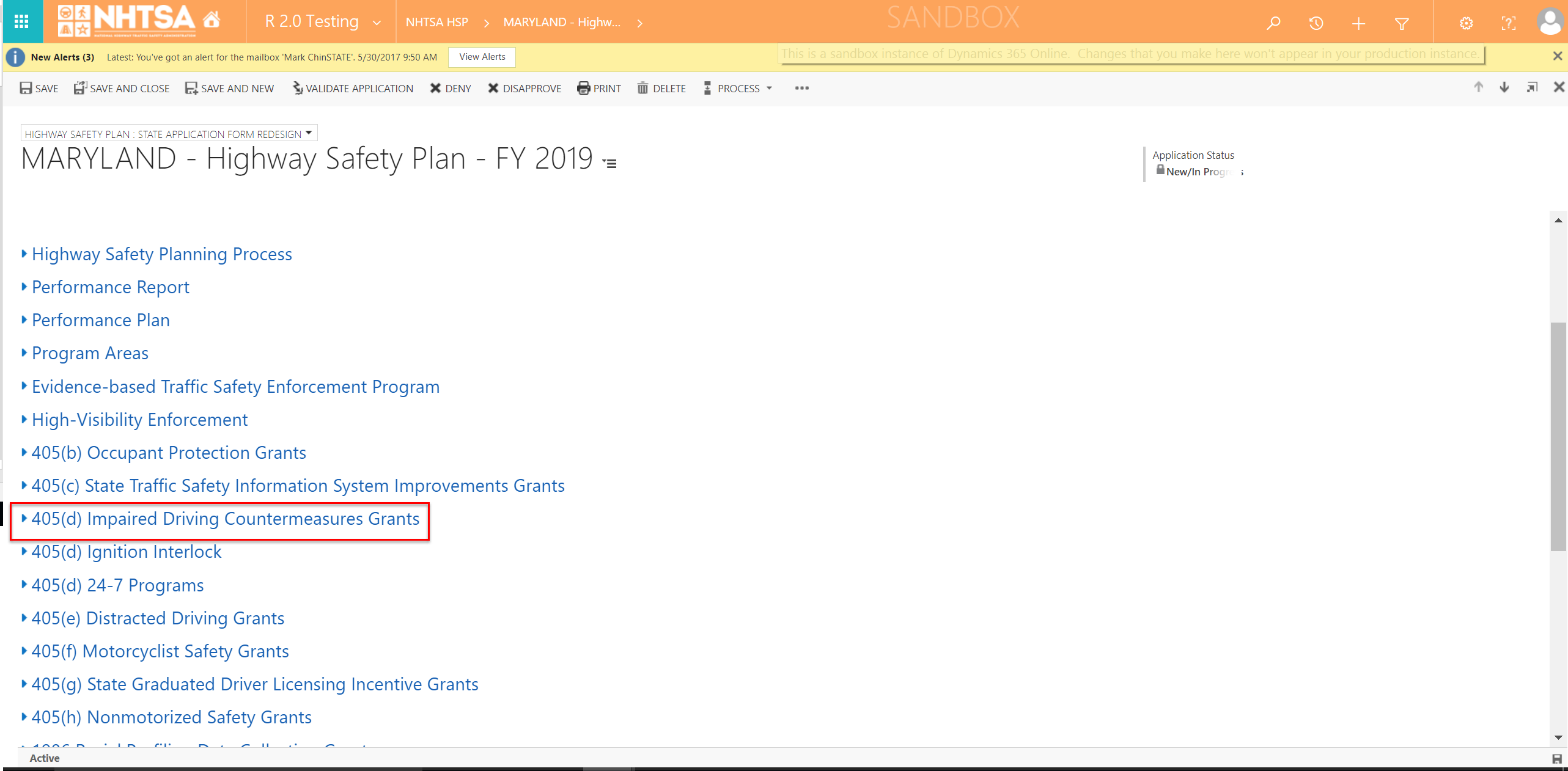 NHTSA
R 2.0 Testing
NHTSA HSP
MARYLAND - Highw...
SANDBOX
New Alerts (3) Latest: You've got an alert for the mailbox 'Mark ChinSTATE'. 5/30/2017 9:50 AM View Alerts
This is a sandbox instance of Dynamics 365 Online. Changes that you make here won't appear in your production instance.
SAVE SAVE AND CLOSE SAVE AND NEW VALIDATE APPLICATION DENY DISAPPROVE PRINT DELETE PROCESS
HIGHWAY SAFETY PLAN : STATE APPLICATION FORM REDESIGN
MARYLAND - Highway Safety Plan - FY 2019
Application Status
New/In Progr
Highway Safety Planning Process
Performance Report
Performance Plan
Program Areas
Evidence-based Traffic Safety Enforcement Program
High-Visibility Enforcement
405(b) Occupant Protection Grants
405(c) State Traffic Safety Information System Improvements Grants
405(d) Impaired Driving Countermeasures Grants
405(d) Ignition Interlock
405(d) 24-7 Programs
405(e) Distracted Driving Grants
405(f) Motorcyclist Safety Grants
405(g) State Graduated Driver Licensing Incentive Grants
405(h) Nonmotorized Safety Grants
Active